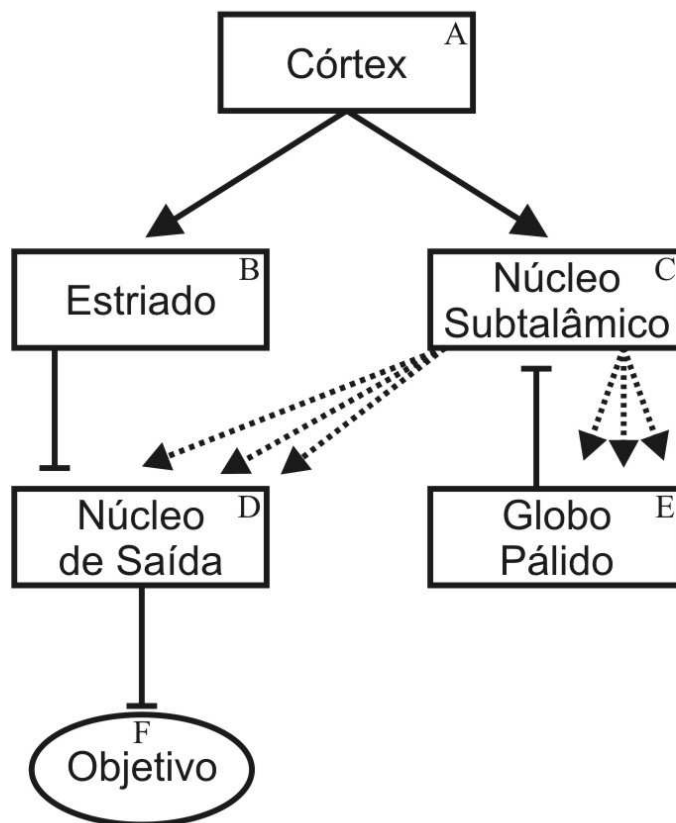 A
Córtex
B
Estriado
C
Núcleo
Subtalâmico
D
Núcleo
de Saída
E
Globo
Pálido
F
Objetivo